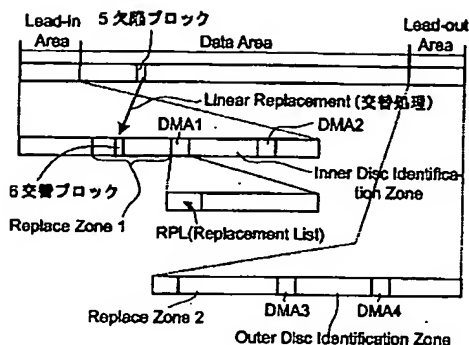 Lead-in
Area
5 欠陥ブロック
Data Area
Lead-out
Area
Linear Replacement (交替処理)
DMA1
DMA2
6 交替ブロック
Inner Disc Identifica-
tion Zone
Replace Zone 1
RPL(Replacement List)
Replace Zone 2
DMA3
DMA4
Outer Disc Identification Zone